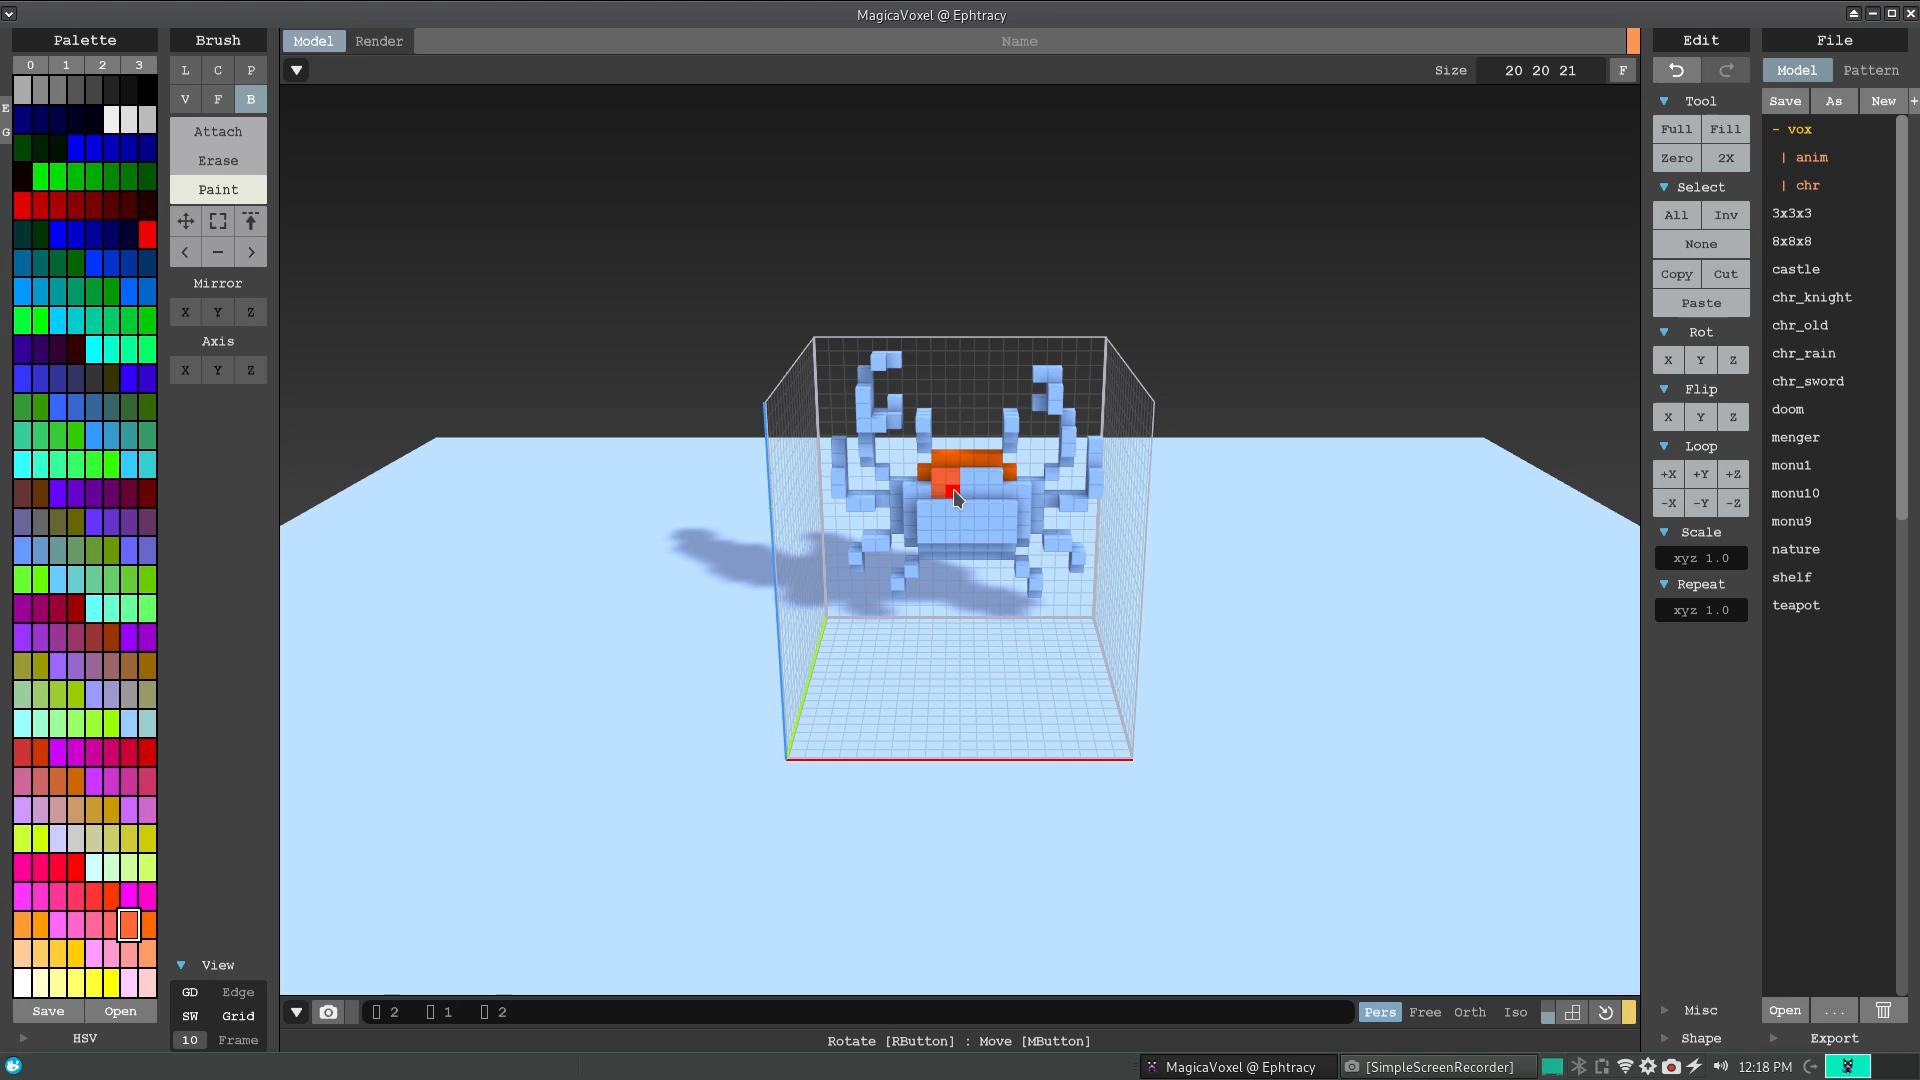 MagicaVoxel @ Ephtracy
Palette
0 1 2 3
E
G
Save Open
HSV
Brush
L C P
V F B
Attach
Erase
Paint
< - >
Mirror
X Y Z
Axis
X Y Z
View
GD Edge
SW Grid
10 Frame
Model Render Name
Size 20 20 21 F
2 1 2
Pers Free Orth Iso
Rotate [RButton] : Move [MButton]
Edit
Tool
Full Fill
Zero 2X
Select
All Inv
None
Copy Cut
Paste
Rot
X Y Z
Flip
X Y Z
Loop
+X +Y +Z
-X -Y -Z
Scale
xyz 1.0
Repeat
xyz 1.0
Misc
Shape
File
Model Pattern
Save As New +
- vox
| anim
| chr
3x3x3
8x8x8
castle
chr_knight
chr_old
chr_rain
chr_sword
doom
menger
monu1
monu10
monu9
nature
shelf
teapot
Open ...
Export
MagicaVoxel @ Ephtracy [SimpleScreenRecorder] 12:18 PM